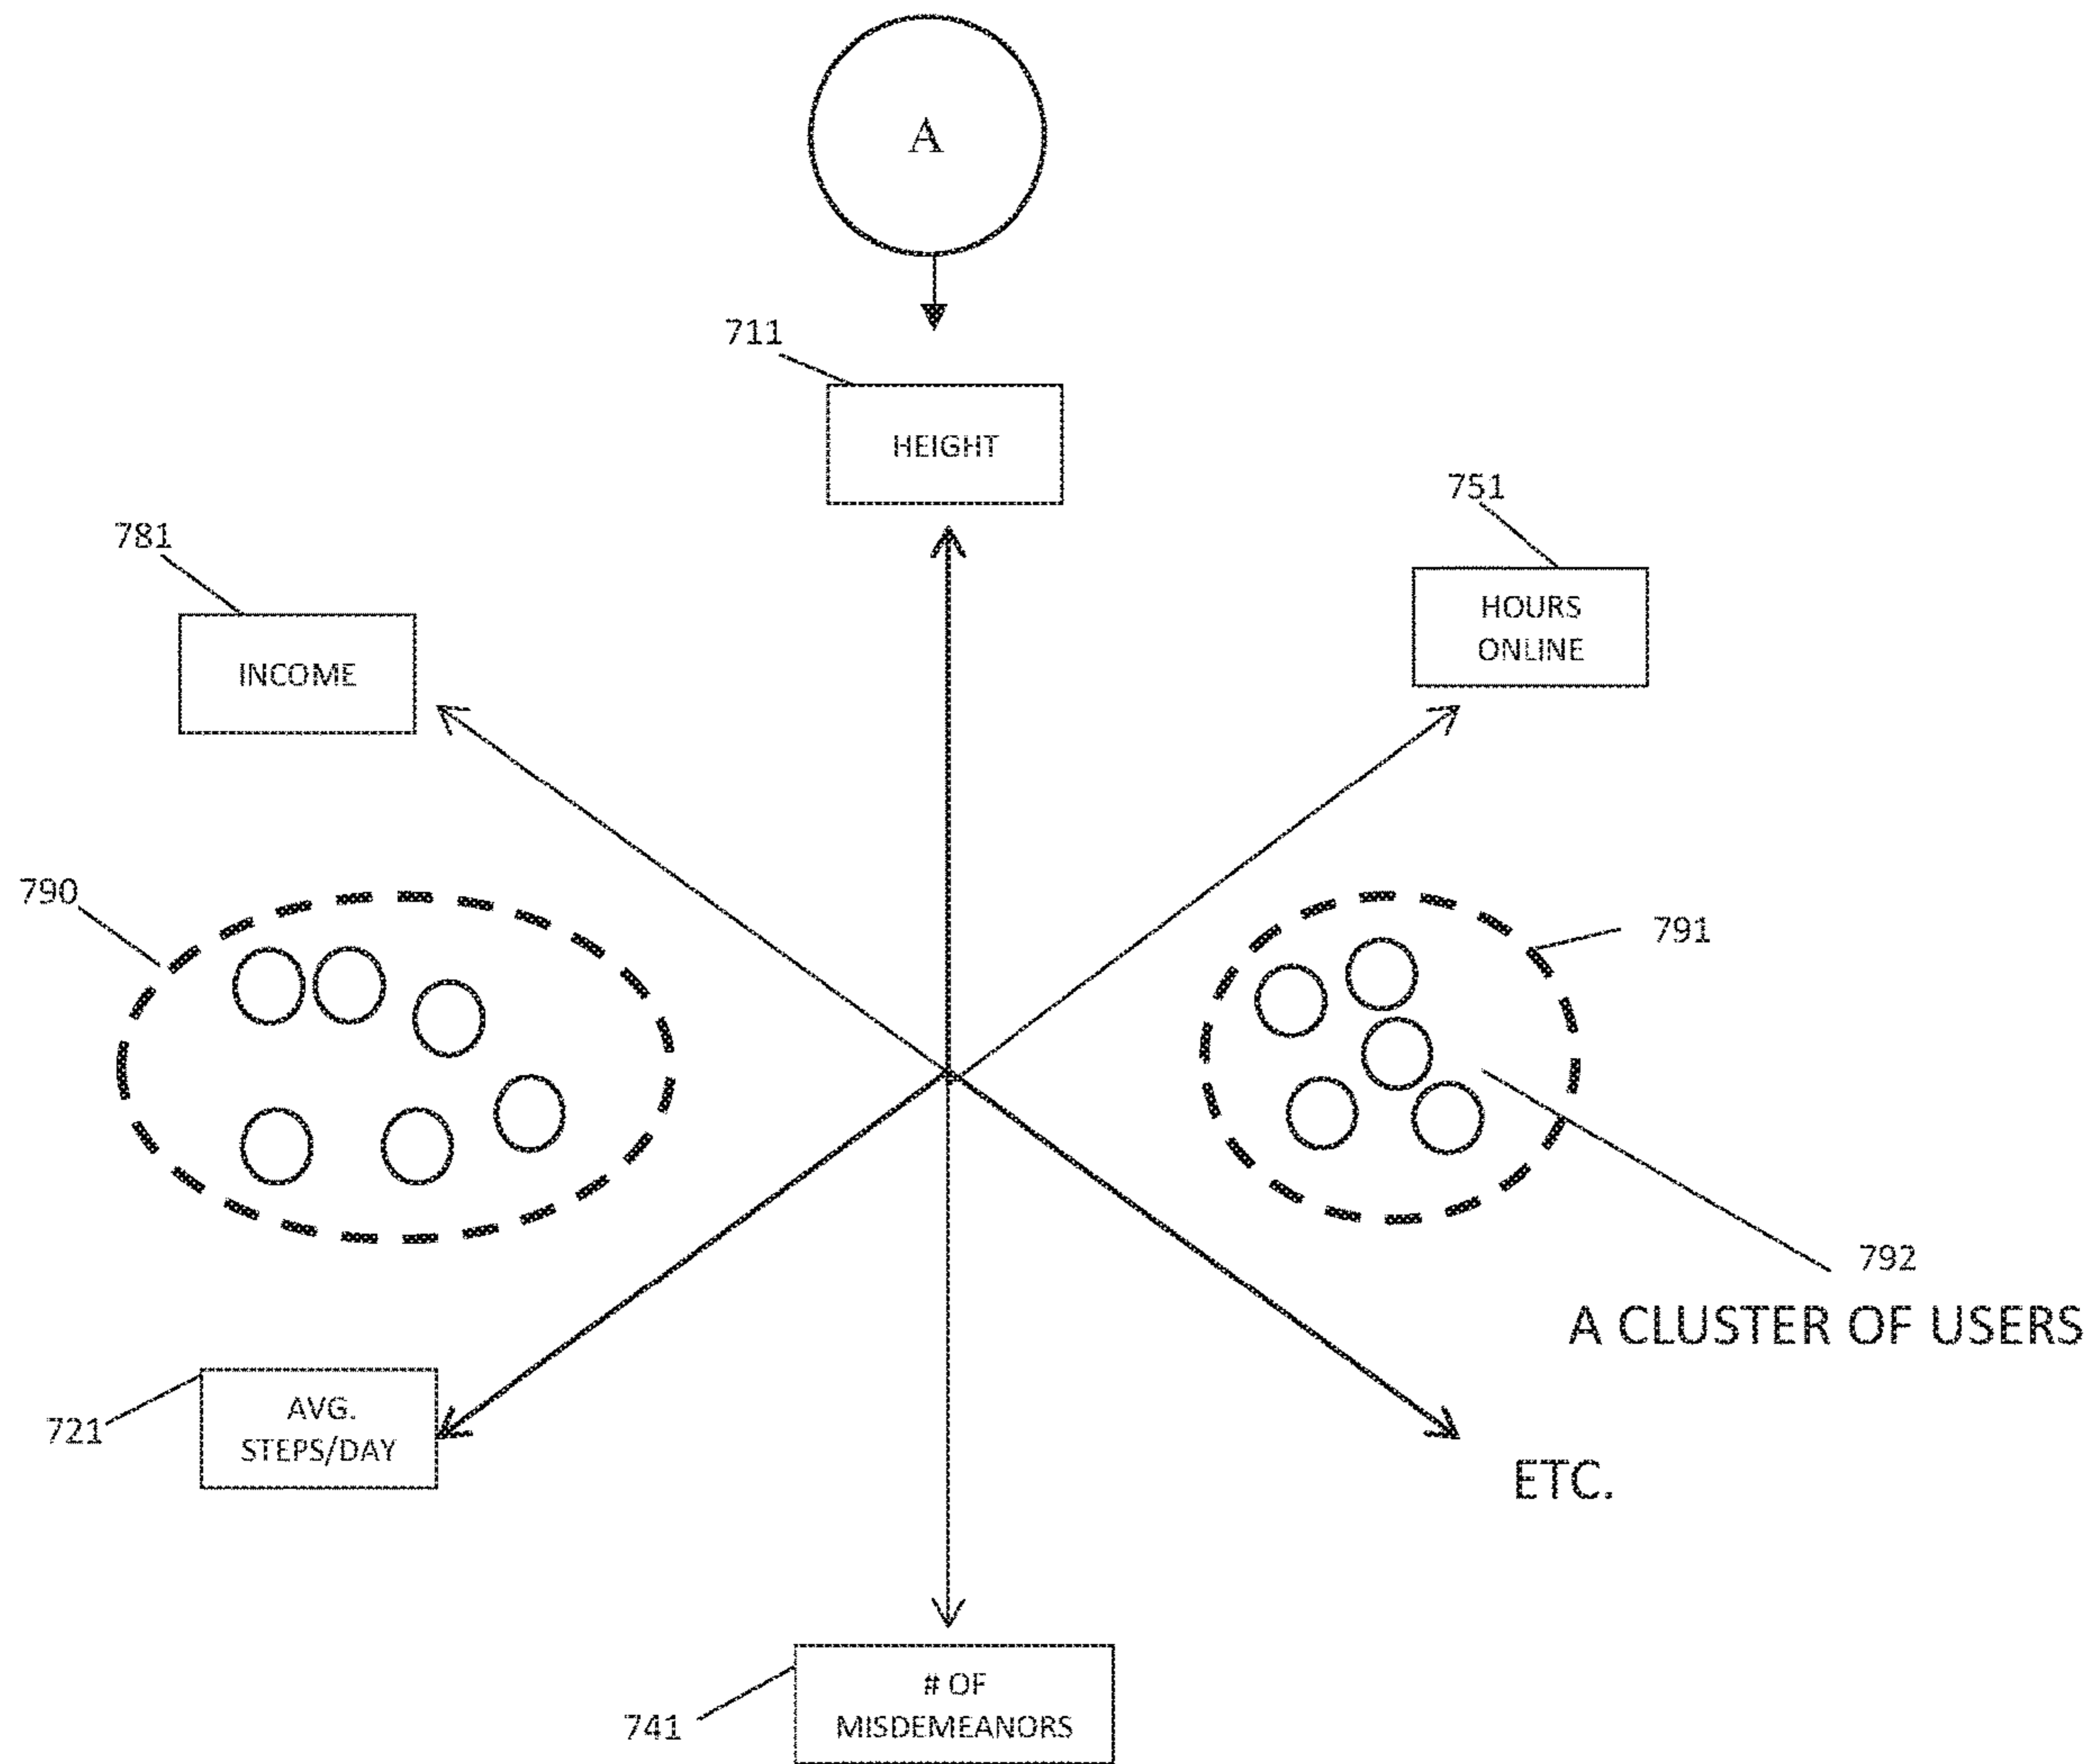 A
711
HEIGHT
751
HOURS
ONLINE
781
INCOME
790
791
792
A CLUSTER OF USERS
721
AVG.
STEPS/DAY
ETC.
741
# OF
MISDEMEANORS